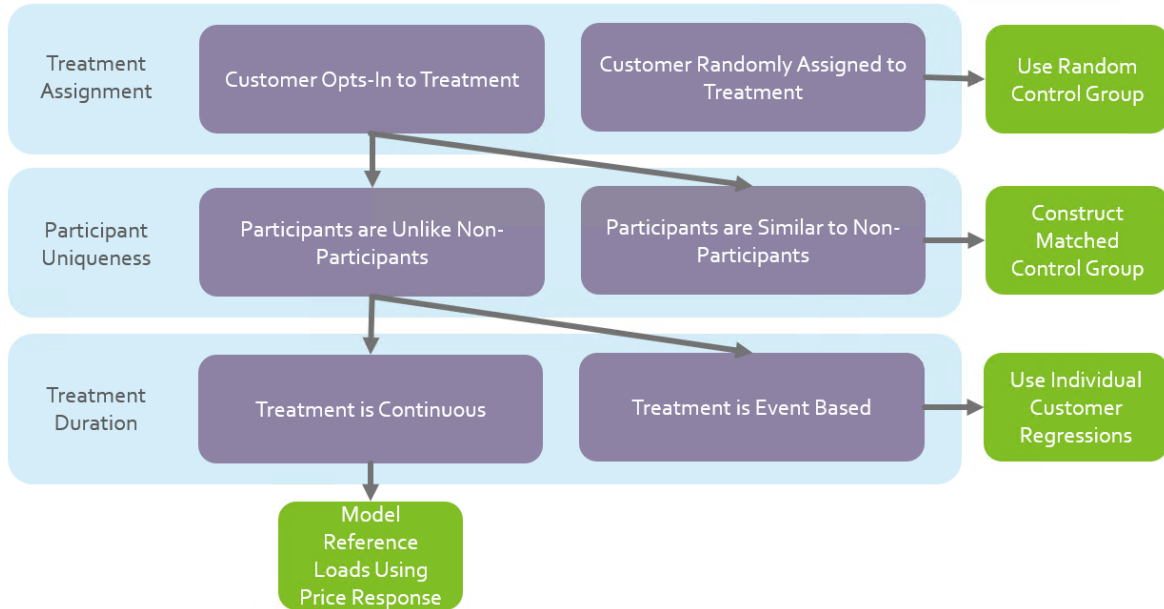 Treatment
Assignment
Customer Opts-In to Treatment
Customer Randomly Assigned to
Treatment
Use Random
Control Group
Participant
Uniqueness
Participants are Unlike Non-
Participants
Participants are Similar to Non-
Participants
Construct
Matched
Control Group
Treatment
Duration
Treatment is Continuous
Treatment is Event Based
Use Individual
Customer
Regressions
Model
Reference
Loads Using
Price Response